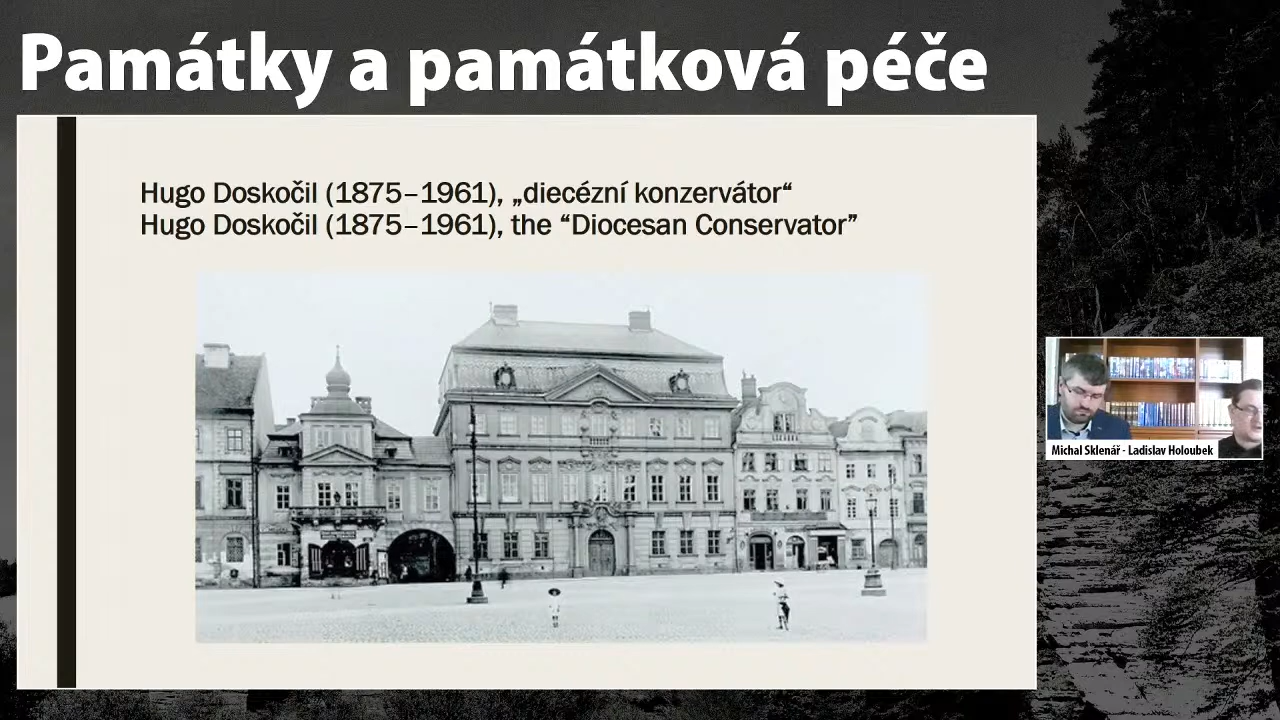 Památky a památková péče
Hugo Doskočil (1875–1961), „diecézní konzervátor“
Hugo Doskočil (1875–1961), the “Diocesan Conservator”
Michal Sklenář - Ladislav Holoubek